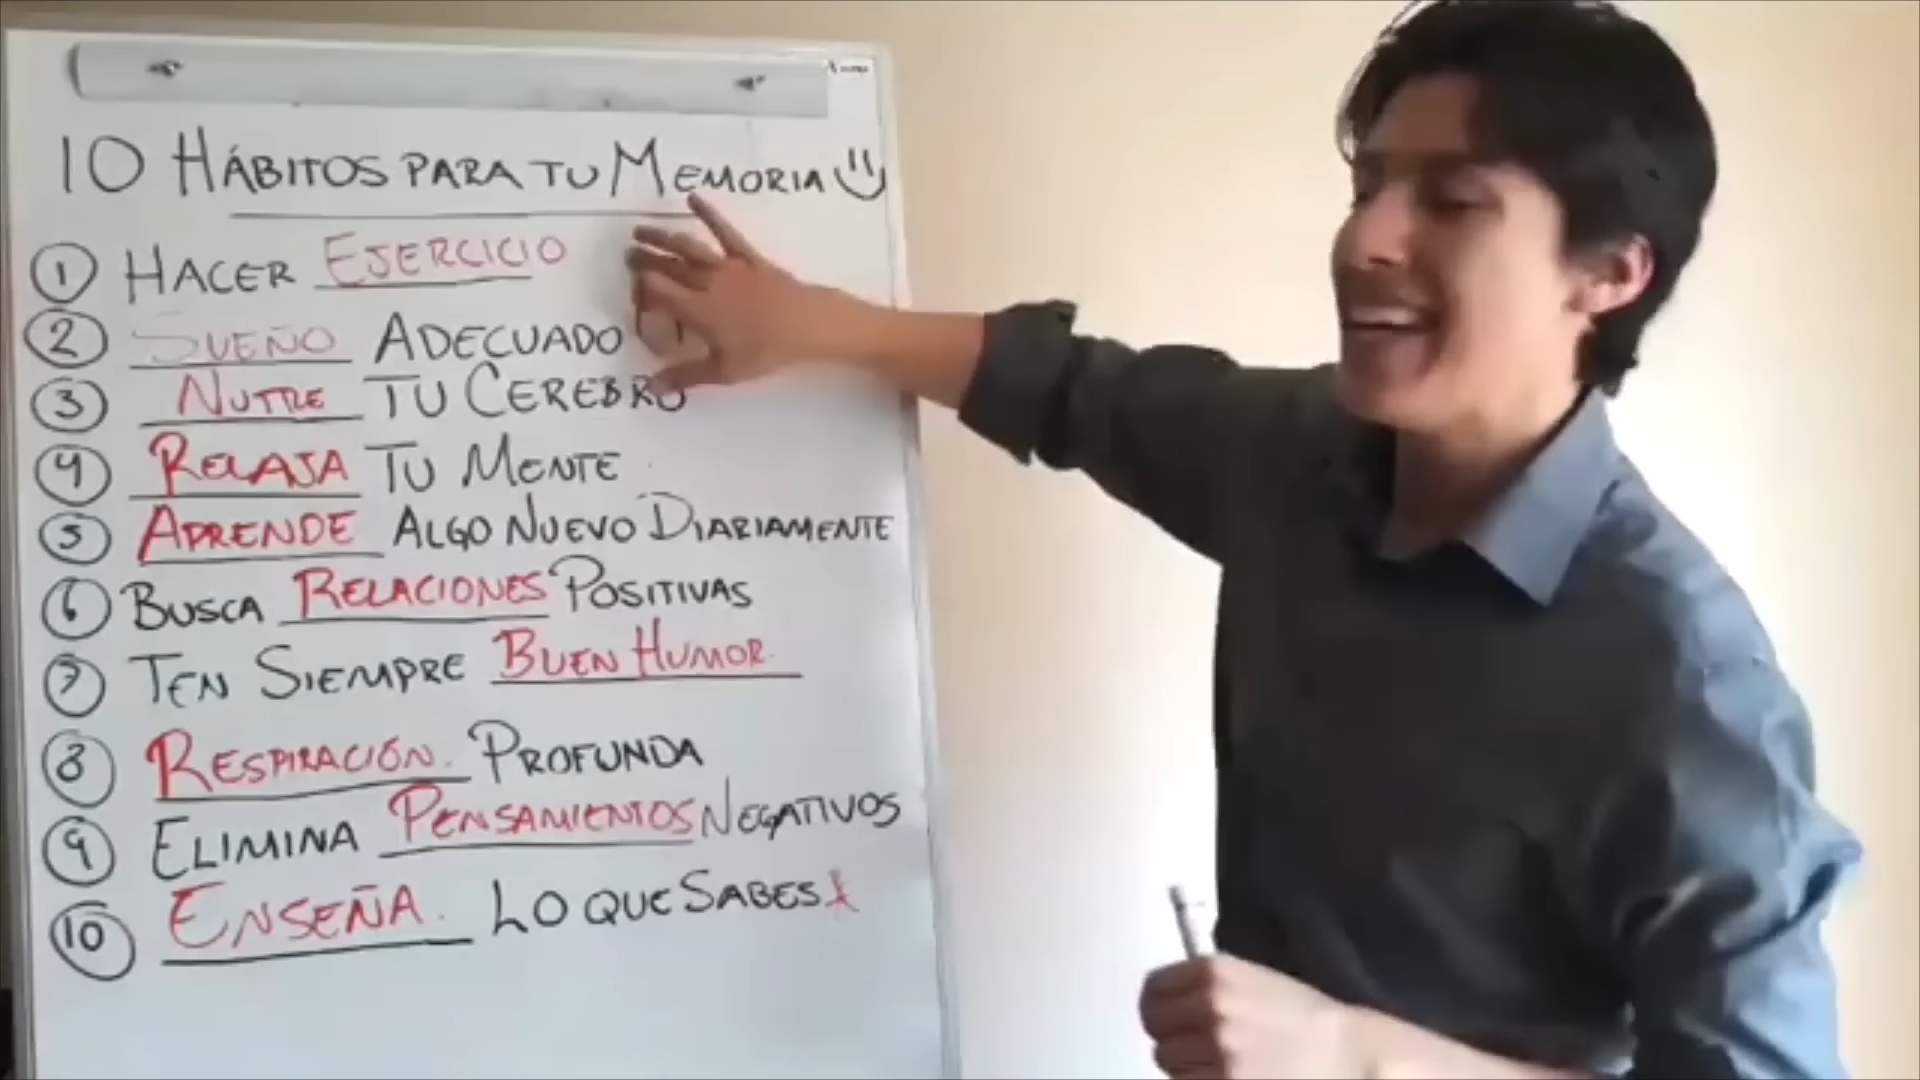 10 HÁBITOS PARA TU MEMORIA
1 HACER EJERCICIO
2 SUEÑO ADECUADO
3 NUTRE TU CEREBRO
4 RELAJA TU MENTE
5 APRENDE ALGO NUEVO DIARIAMENTE
6 BUSCA RELACIONES POSITIVAS
7 TEN SIEMPRE BUEN HUMOR.
8 RESPIRACIÓN. PROFUNDA
9 ELIMINA PENSAMIENTOS NEGATIVOS
10 ENSEÑA. LO QUE SABES